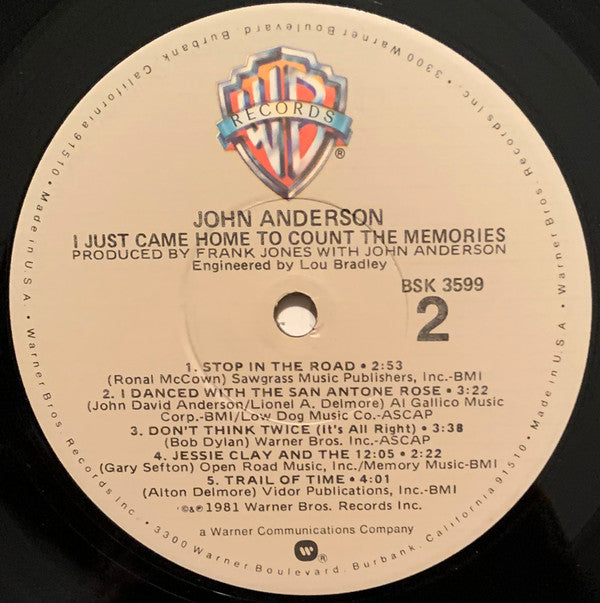 WB
RECORDS
®
JOHN ANDERSON
I JUST CAME HOME TO COUNT THE MEMORIES
PRODUCED BY FRANK JONES WITH JOHN ANDERSON
Engineered by Lou Bradley
BSK 3599
2
1. STOP IN THE ROAD • 2:53
(Ronal McCown) Sawgrass Music Publishers, Inc.-BMI
2. I DANCED WITH THE SAN ANTONE ROSE • 3:22
(John David Anderson/Lionel A. Delmore) Al Gallico Music
Corp.-BMI/Low Dog Music Co.-ASCAP
3. DON'T THINK TWICE (It's All Right) • 3:38
(Bob Dylan) Warner Bros. Inc.-ASCAP
4. JESSIE CLAY AND THE 12:05 • 2:22
(Gary Sefton) Open Road Music, Inc./Memory Music-BMI
5. TRAIL OF TIME • 4:01
(Alton Delmore) Vidor Publications, Inc.-BMI
©&℗ 1981 Warner Bros. Records Inc.
a Warner Communications Company
®
Made in U.S.A. • Warner Bros. Records Inc. • 3300 Warner Boulevard, Burbank, California 91510 • Made in U.S.A. • Warner Bros. Records Inc. • 3300 Warner Boulevard, Burbank, California 91510 •